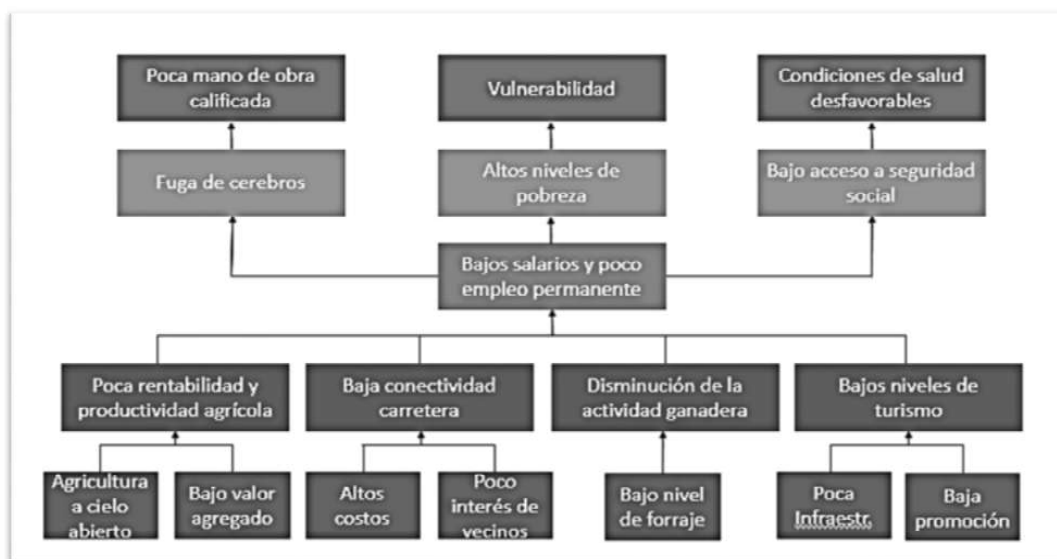 Poca mano de obra
calificada
Vulnerabilidad
Condiciones de salud
desfavorables
Fuga de cerebros
Altos niveles de
pobreza
Bajo acceso a seguridad
social
Bajos salarios y poco
empleo permanente
Poca rentabilidad y
productividad agrícola
Baja conectividad
carretera
Disminución de la
actividad ganadera
Bajos niveles de
turismo
Agricultura
a cielo
abierto
Bajo valor
agregado
Altos
costos
Poco
interés de
vecinos
Bajo nivel
de forraje
Poca
Infraestr.
Baja
promoción